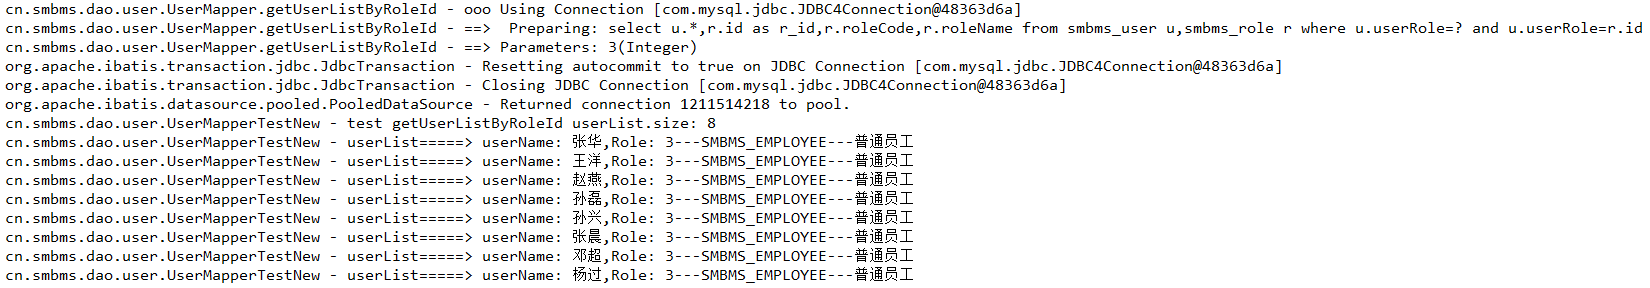 cn.smbms.dao.user.UserMapper.getUserListByRoleId - ooo Using Connection [com.mysql.jdbc.JDBC4Connection@48363d6a]
cn.smbms.dao.user.UserMapper.getUserListByRoleId - ==>  Preparing: select u.*,r.id as r_id,r.roleCode,r.roleName from smbms_user u,smbms_role r where u.userRole=? and u.userRole=r.id
cn.smbms.dao.user.UserMapper.getUserListByRoleId - ==> Parameters: 3(Integer)
org.apache.ibatis.transaction.jdbc.JdbcTransaction - Resetting autocommit to true on JDBC Connection [com.mysql.jdbc.JDBC4Connection@48363d6a]
org.apache.ibatis.transaction.jdbc.JdbcTransaction - Closing JDBC Connection [com.mysql.jdbc.JDBC4Connection@48363d6a]
org.apache.ibatis.datasource.pooled.PooledDataSource - Returned connection 1211514218 to pool.
cn.smbms.dao.user.UserMapperTestNew - test getUserListByRoleId userList.size: 8
cn.smbms.dao.user.UserMapperTestNew - userList=====> userName: 张华,Role: 3---SMBMS_EMPLOYEE---普通员工
cn.smbms.dao.user.UserMapperTestNew - userList=====> userName: 王洋,Role: 3---SMBMS_EMPLOYEE---普通员工
cn.smbms.dao.user.UserMapperTestNew - userList=====> userName: 赵燕,Role: 3---SMBMS_EMPLOYEE---普通员工
cn.smbms.dao.user.UserMapperTestNew - userList=====> userName: 孙磊,Role: 3---SMBMS_EMPLOYEE---普通员工
cn.smbms.dao.user.UserMapperTestNew - userList=====> userName: 孙兴,Role: 3---SMBMS_EMPLOYEE---普通员工
cn.smbms.dao.user.UserMapperTestNew - userList=====> userName: 张晨,Role: 3---SMBMS_EMPLOYEE---普通员工
cn.smbms.dao.user.UserMapperTestNew - userList=====> userName: 邓超,Role: 3---SMBMS_EMPLOYEE---普通员工
cn.smbms.dao.user.UserMapperTestNew - userList=====> userName: 杨过,Role: 3---SMBMS_EMPLOYEE---普通员工